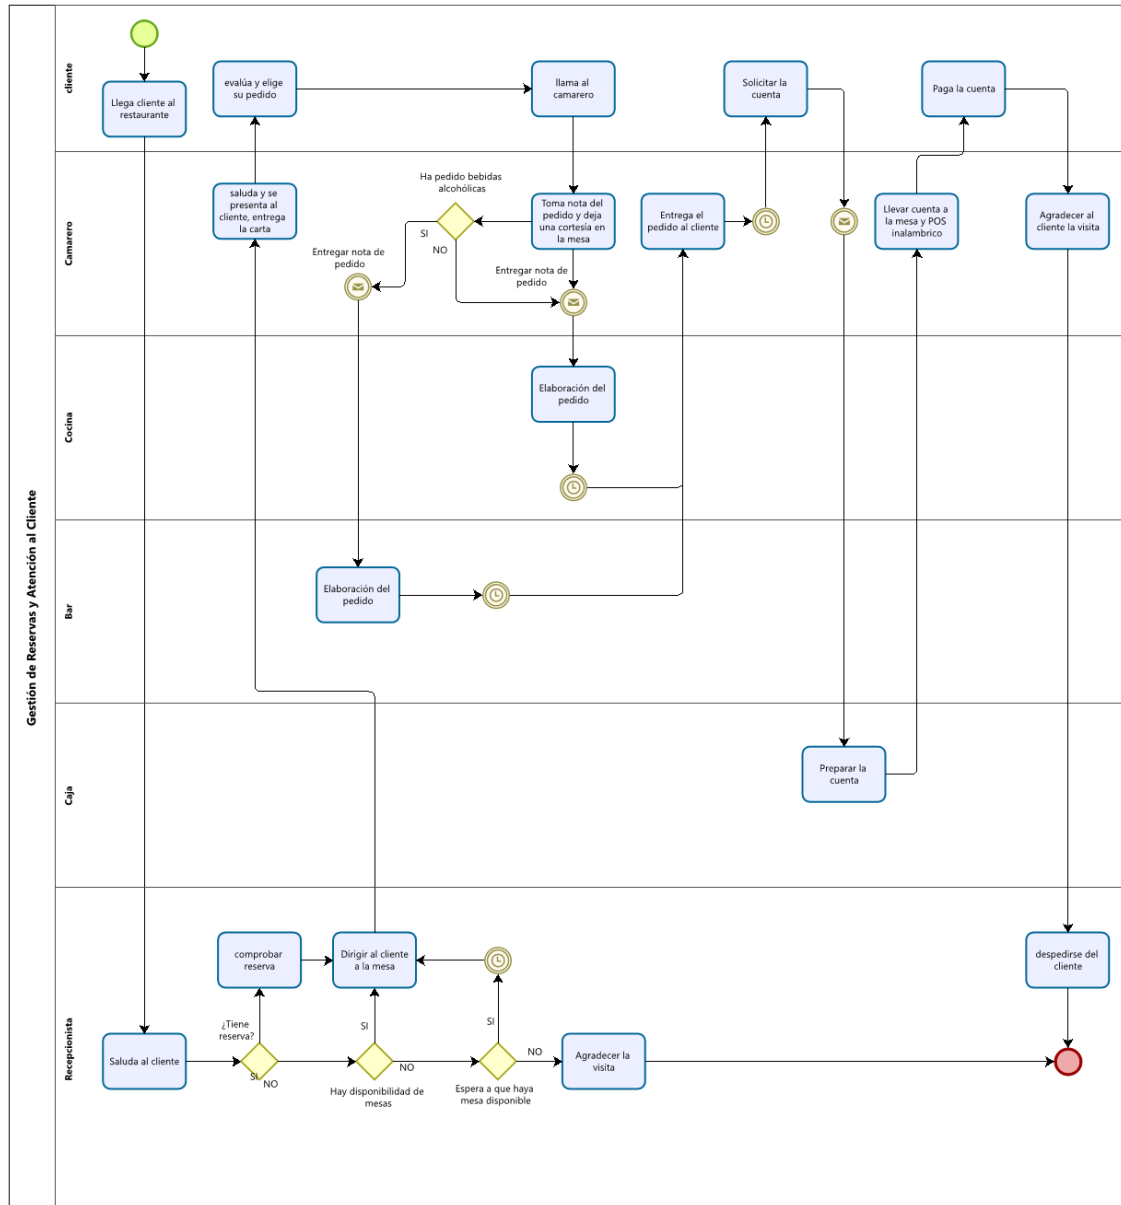 Gestión de Reservas y Atención al Cliente
cliente
Llega cliente al
restaurante
evalúa y elige
su pedido
llama al
camarero
Solicitar la
cuenta
Paga la cuenta
Camarero
saluda y se
presenta al
cliente, entrega
la carta
Ha pedido bebidas
alcohólicas
SI
NO
Toma nota del
pedido y deja
una cortesía en
la mesa
Entregar nota de
pedido
Entregar nota de
pedido
Entrega el
pedido al cliente
Llevar cuenta a
la mesa y POS
inalambrico
Agradecer al
cliente la visita
Cocina
Elaboración del
pedido
Bar
Elaboración del
pedido
Caja
Preparar la
cuenta
Recepcionista
Saluda al cliente
¿Tiene
reserva?
SI
NO
comprobar
reserva
Dirigir al cliente
a la mesa
SI
NO
Hay disponibilidad de
mesas
SI
NO
Espera a que haya
mesa disponible
Agradecer la
visita
despedirse del
cliente